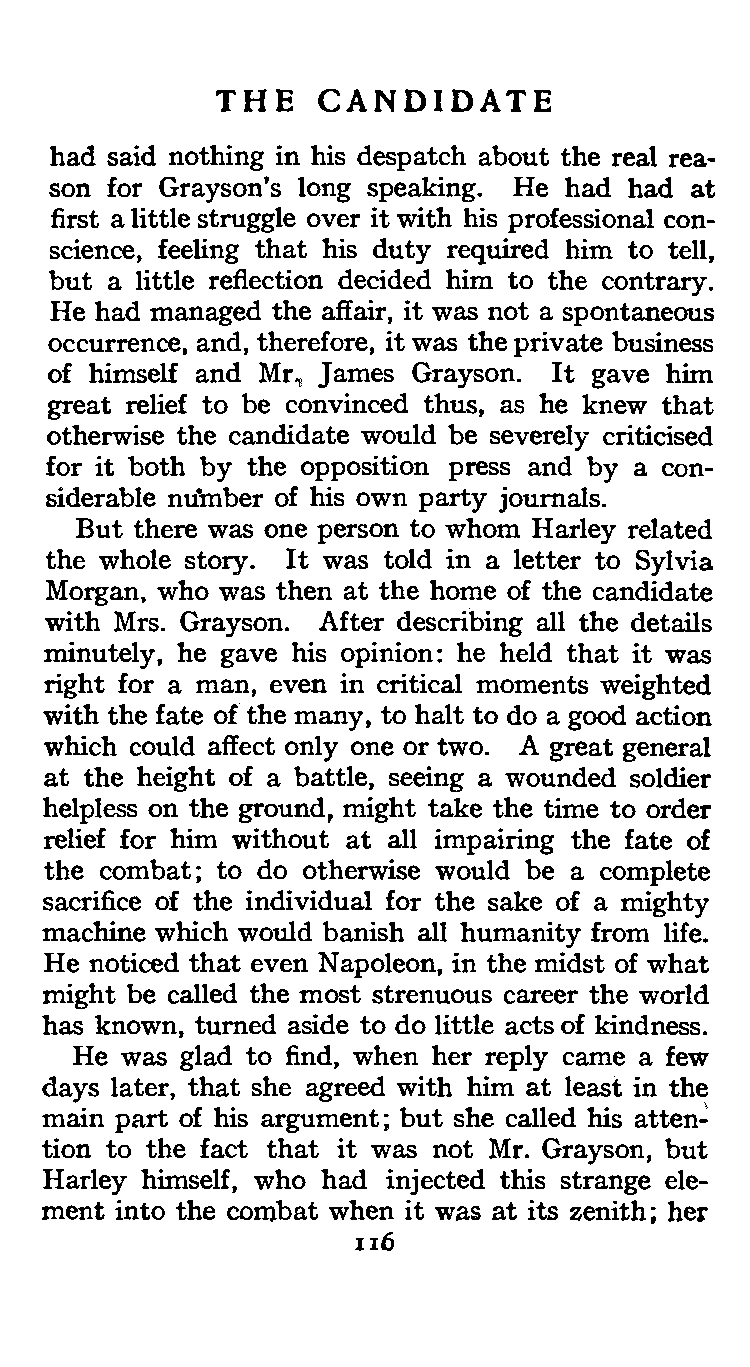 THE CANDIDATE
had said nothing in his despatch about the real rea-
son for Grayson's long speaking. He had had at
first a little struggle over it with his professional con-
science, feeling that his duty required him to tell,
but a little reflection decided him to the contrary.
He had managed the affair, it was not a spontaneous
occurrence, and, therefore, it was the private business
of himself and Mr. James Grayson. It gave him
great relief to be convinced thus, as he knew that
otherwise the candidate would be severely criticised
for it both by the opposition press and by a con-
siderable number of his own party journals.
But there was one person to whom Harley related
the whole story. It was told in a letter to Sylvia
Morgan, who was then at the home of the candidate
with Mrs. Grayson. After describing all the details
minutely, he gave his opinion: he held that it was
right for a man, even in critical moments weighted
with the fate of the many, to halt to do a good action
which could affect only one or two. A great general
at the height of a battle, seeing a wounded soldier
helpless on the ground, might take the time to order
relief for him without at all impairing the fate of
the combat; to do otherwise would be a complete
sacrifice of the individual for the sake of a mighty
machine which would banish all humanity from life.
He noticed that even Napoleon, in the midst of what
might be called the most strenuous career the world
has known, turned aside to do little acts of kindness.
He was glad to find, when her reply came a few
days later, that she agreed with him at least in the
main part of his argument; but she called his atten-
tion to the fact that it was not Mr. Grayson, but
Harley himself, who had injected this strange ele-
ment into the combat when it was at its zenith; her
116